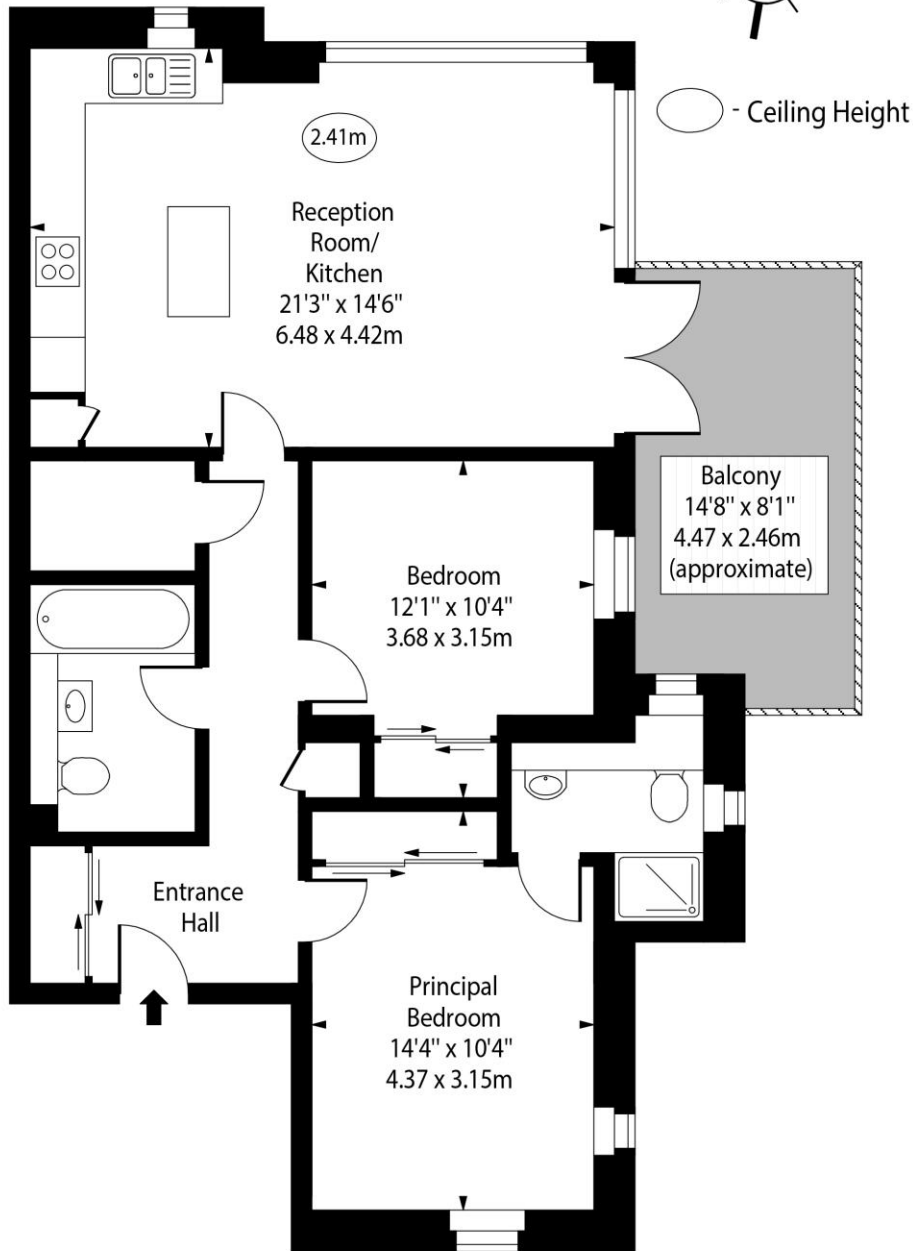 - Ceiling Height
2.41m
Reception
Room/
Kitchen
21'3" x 14'6"
6.48 x 4.42m
Balcony
14'8" x 8'1"
4.47 x 2.46m
(approximate)
Bedroom
12'1" x 10'4"
3.68 x 3.15m
Entrance
Hall
Principal
Bedroom
14'4" x 10'4"
4.37 x 3.15m